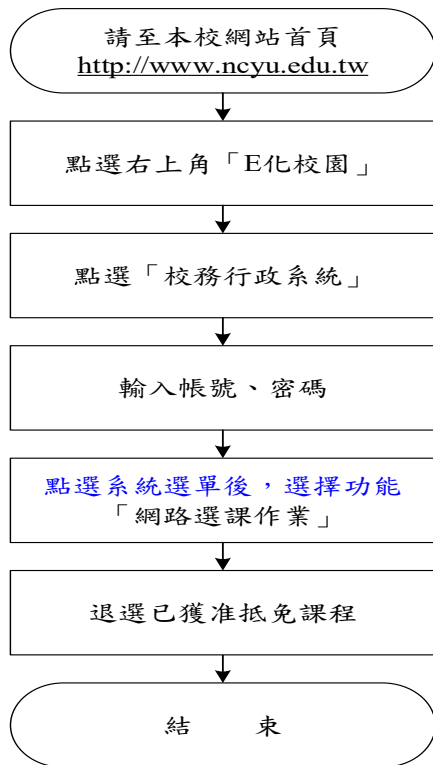 請至本校網站首頁
http://www.ncyu.edu.tw
點選右上角「E化校園」
點選「校務行政系統」
輸入帳號、密碼
點選系統選單後，選擇功能
「網路選課作業」
退選已獲准抵免課程
結　　束